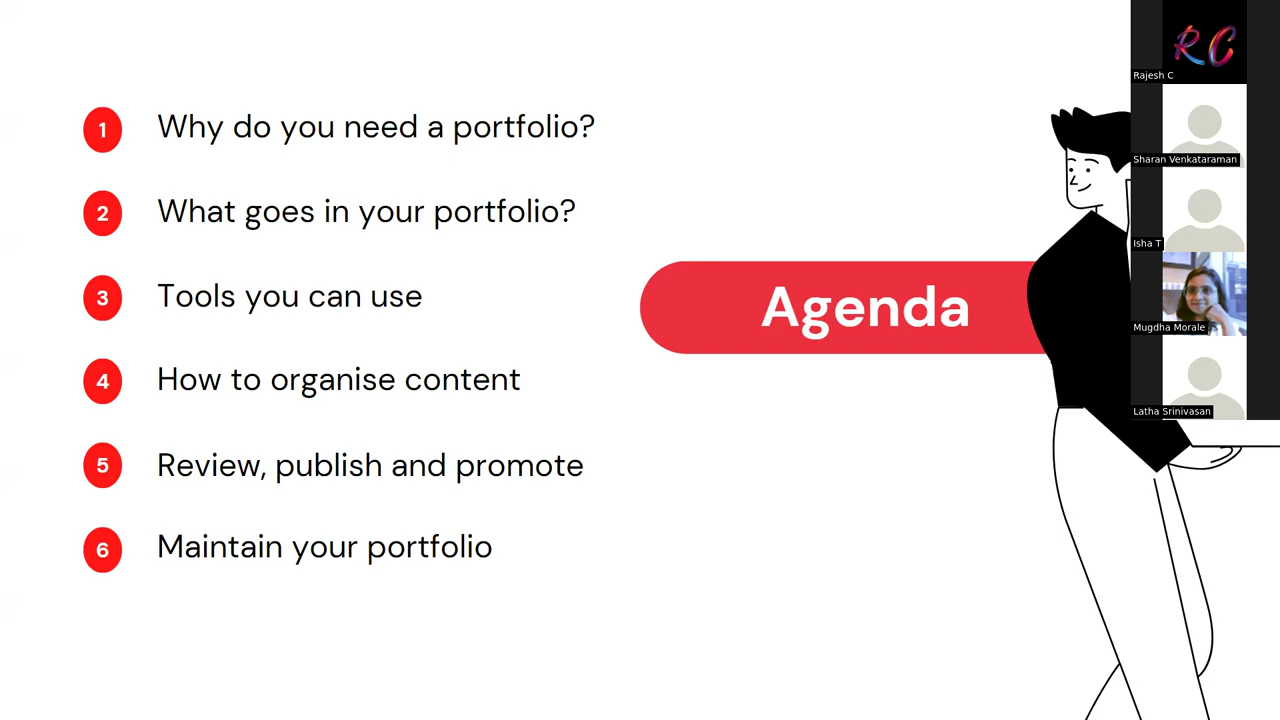 1 Why do you need a portfolio?
2 What goes in your portfolio?
3 Tools you can use
4 How to organise content
5 Review, publish and promote
6 Maintain your portfolio
Agenda
RC
Rajesh C
Sharan Venkataraman
Isha T
Mugdha Morale
Latha Srinivasan